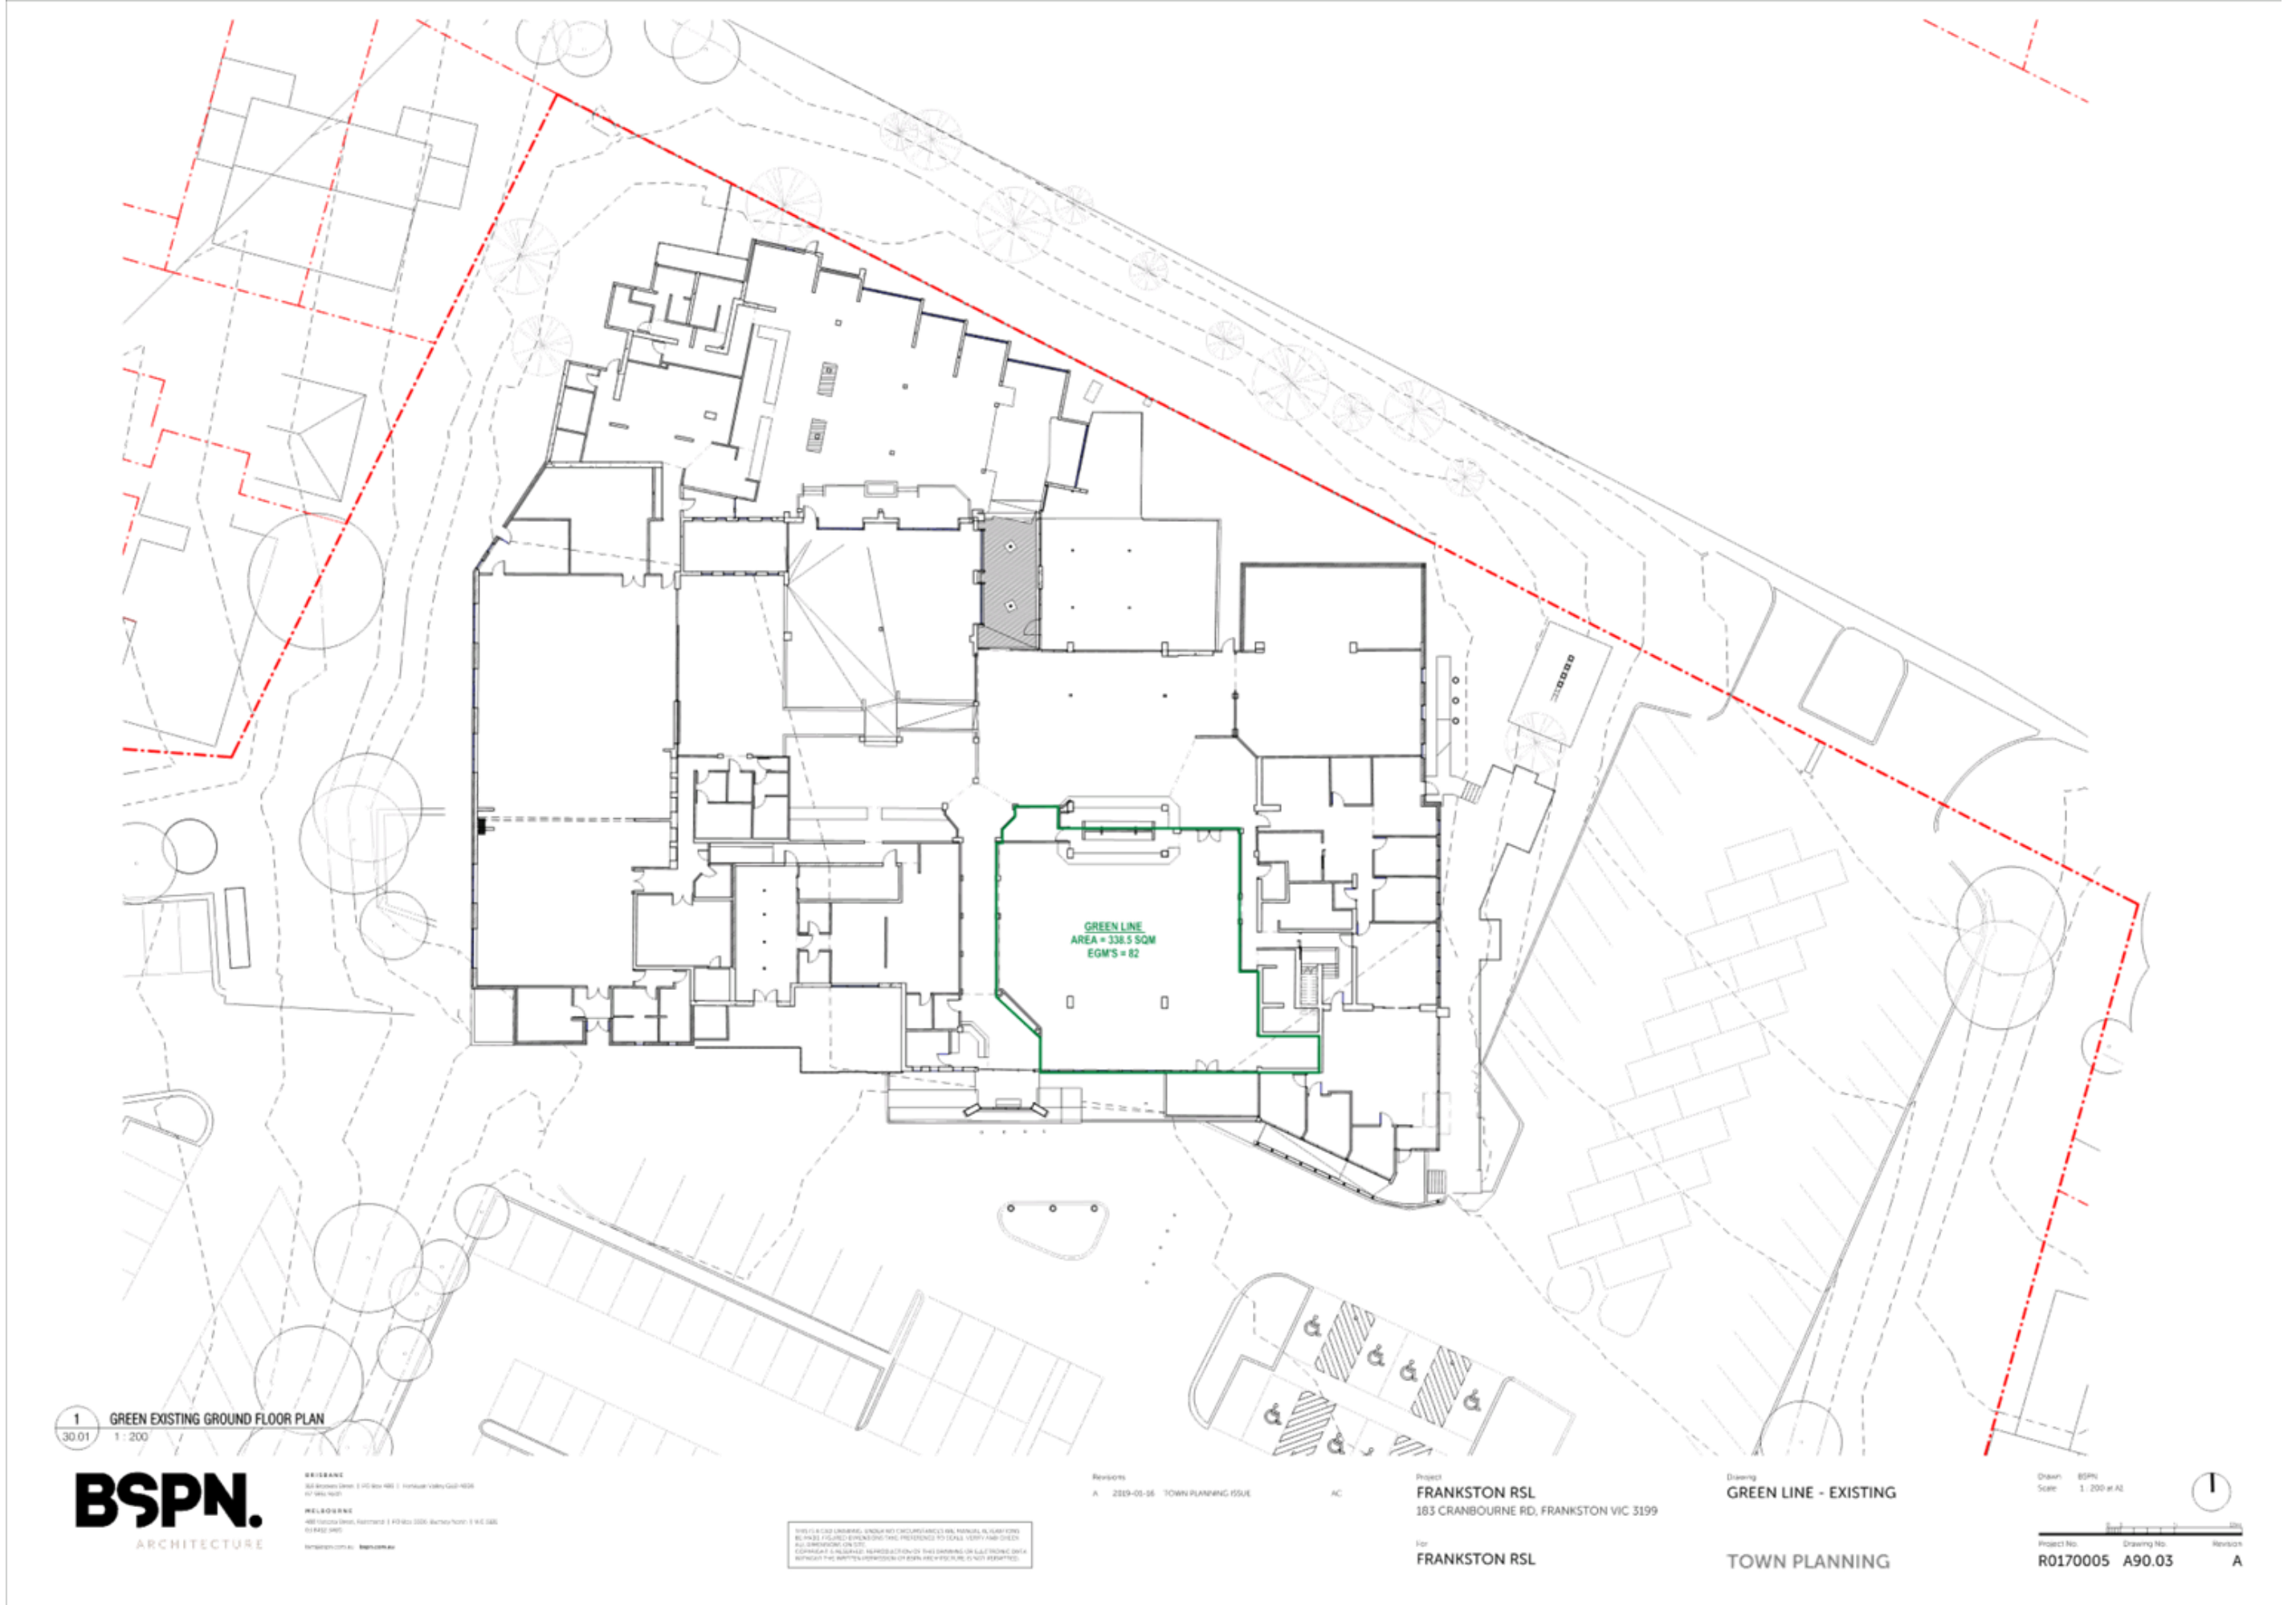 GREEN LINE
AREA = 338.5 SQM
EGM'S = 82
1
30.01
GREEN EXISTING GROUND FLOOR PLAN
1 : 200
BSPN.
ARCHITECTURE
BRISBANE
MELBOURNE
bspn.com.au
Revisions
A 2019-01-16 TOWN PLANNING ISSUE AC
Project
FRANKSTON RSL
183 CRANBOURNE RD, FRANKSTON VIC 3199
For
FRANKSTON RSL
Drawing
GREEN LINE - EXISTING
TOWN PLANNING
Drawn BSPN
Scale 1 : 200 at A1
Project No. Drawing No. Revision
R0170005 A90.03 A